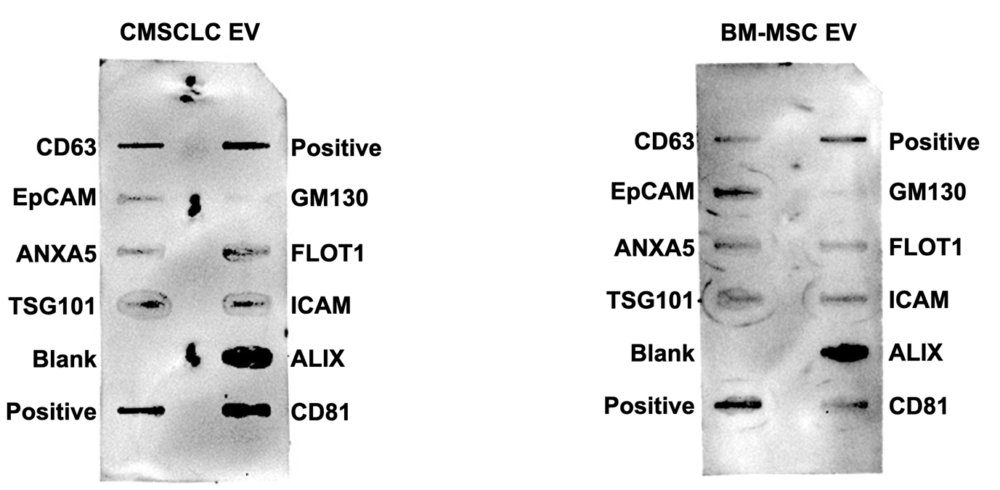 CMSCLC EV
CD63
Positive
EpCAM
GM130
ANXA5
FLOT1
TSG101
ICAM
Blank
ALIX
Positive
CD81
BM-MSC EV
CD63
Positive
EpCAM
GM130
ANXA5
FLOT1
TSG101
ICAM
Blank
ALIX
Positive
CD81